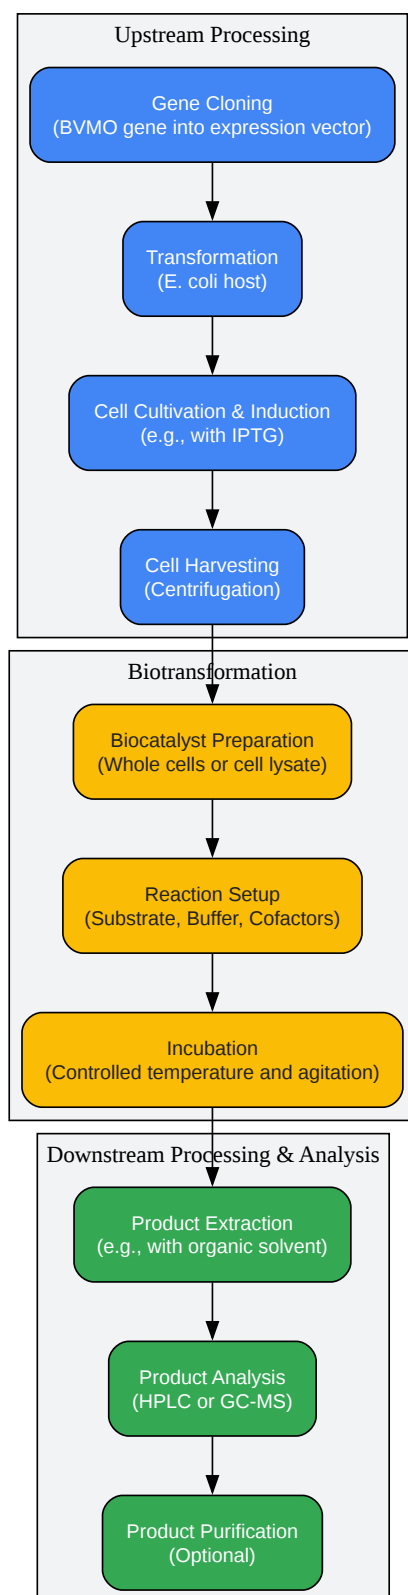 Upstream Processing
Gene Cloning
(BVMO gene into expression vector)
Transformation
(E. coli host)
Cell Cultivation & Induction
(e.g., with IPTG)
Cell Harvesting
(Centrifugation)
Biotransformation
Biocatalyst Preparation
(Whole cells or cell lysate)
Reaction Setup
(Substrate, Buffer, Cofactors)
Incubation
(Controlled temperature and agitation)
Downstream Processing & Analysis
Product Extraction
(e.g., with organic solvent)
Product Analysis
(HPLC or GC-MS)
Product Purification
(Optional)